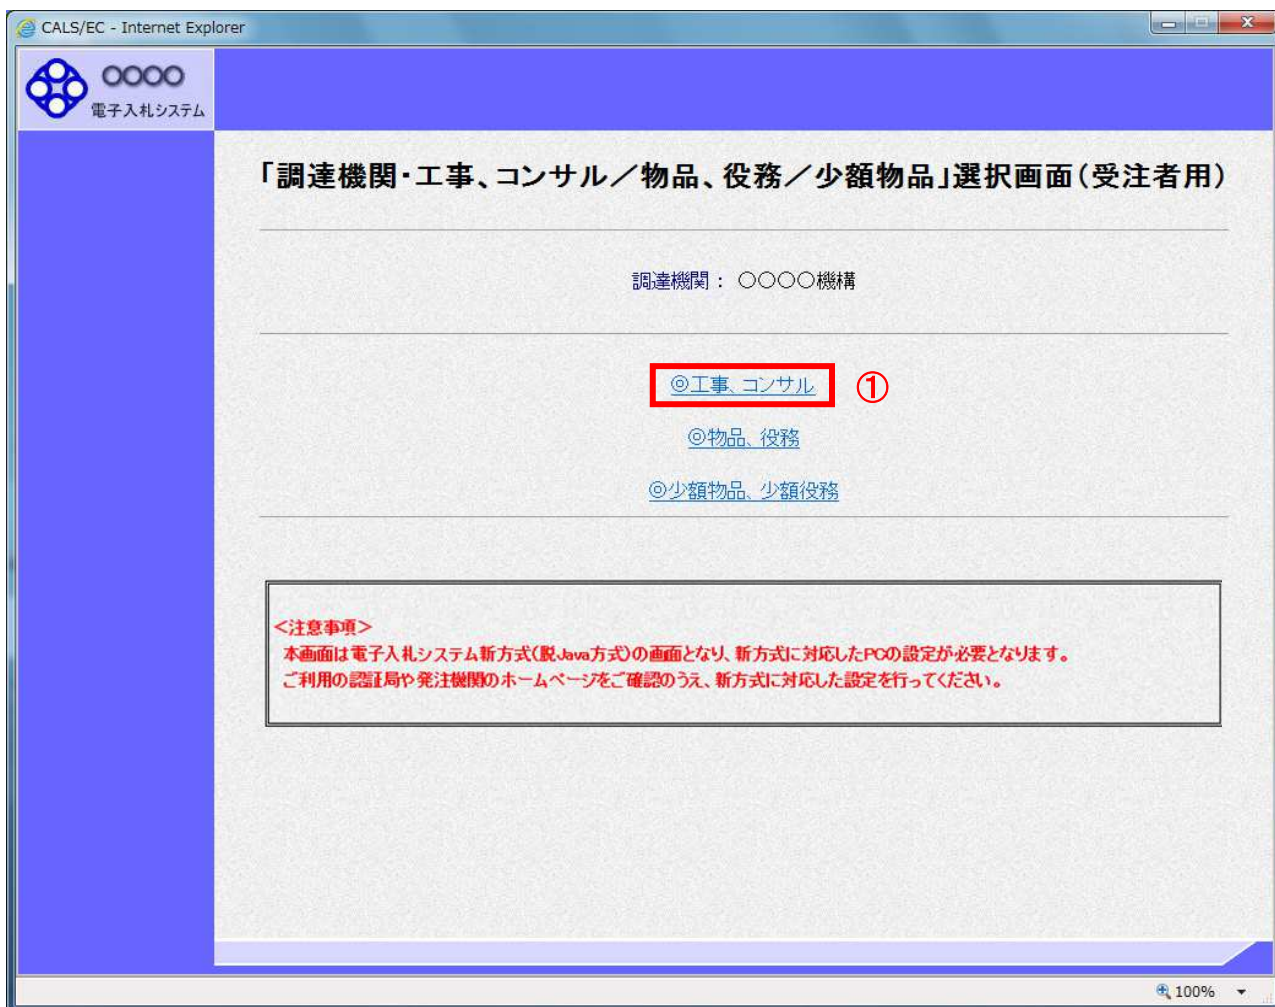 CALS/EC - Internet Explorer
○○○○
電子入札システム
「調達機関・工事、コンサル／物品、役務／少額物品」選択画面（受注者用）
調達機関： ○○○○機構
◎工事、コンサル
①
◎物品、役務
◎少額物品、少額役務
＜注意事項＞
本画面は電子入札システム新方式(脱Java方式)の画面となり、新方式に対応したPCの設定が必要となります。
ご利用の認証局や発注機関のホームページをご確認のうえ、新方式に対応した設定を行ってください。
100%